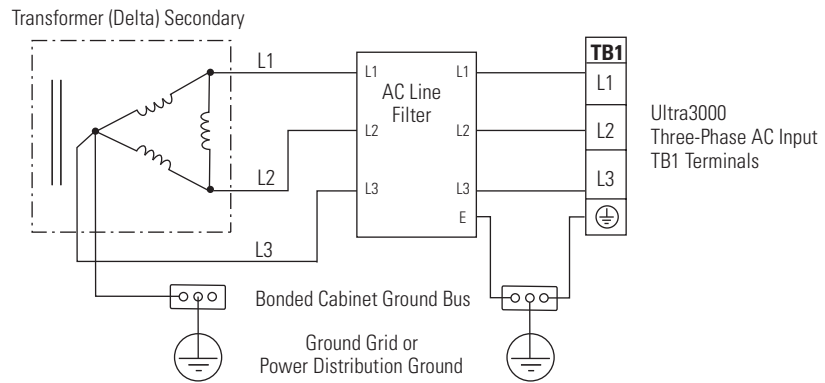 Transformer (Delta) Secondary
L1
L2
L3
L1
L2
L3
AC Line
Filter
L1
L2
L3
E
TB1
L1
L2
L3
Ultra3000
Three-Phase AC Input
TB1 Terminals
Bonded Cabinet Ground Bus
Ground Grid or
Power Distribution Ground